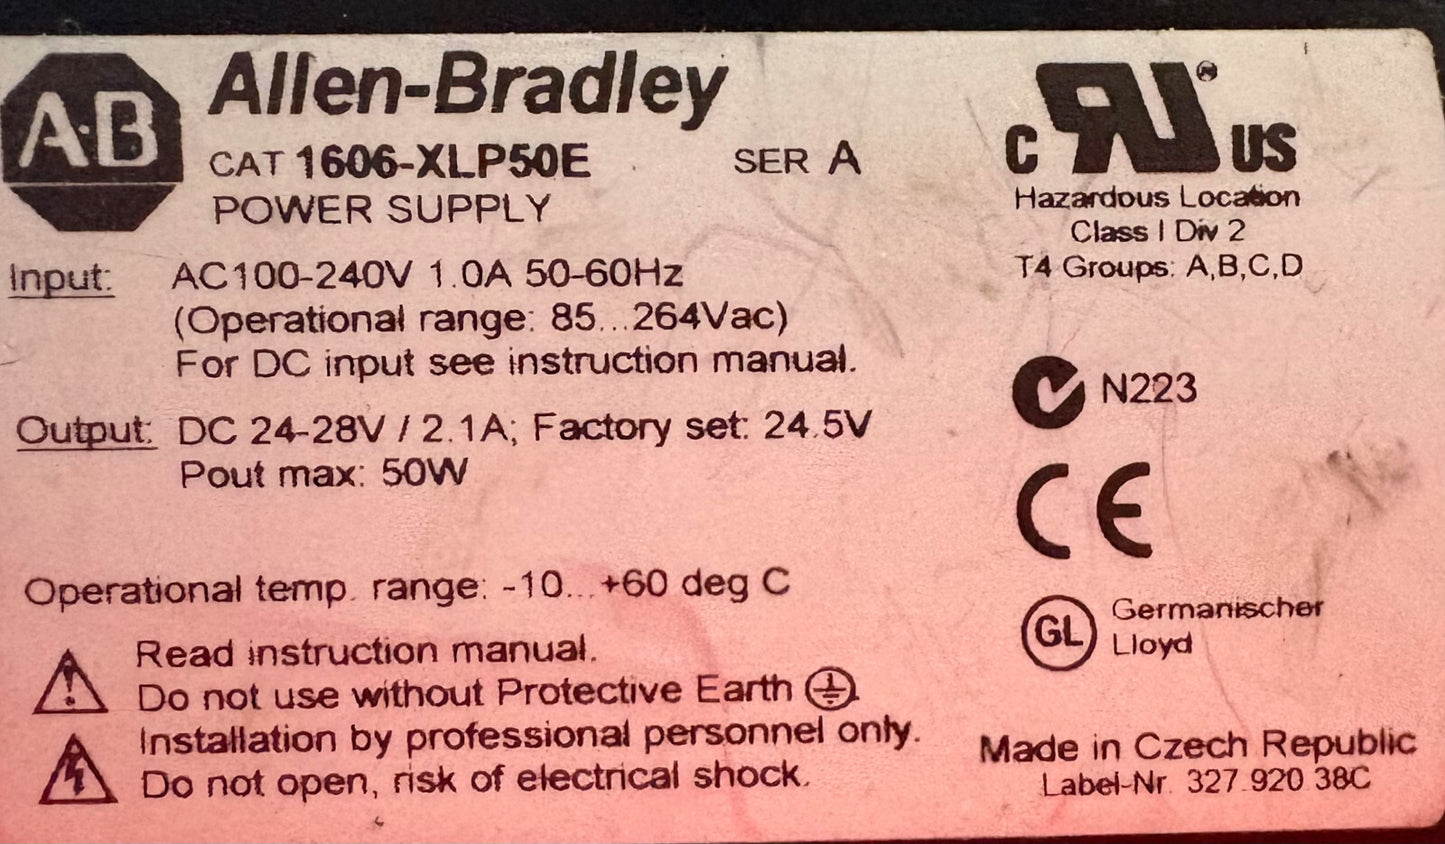 A·B
Allen-Bradley
CAT 1606-XLP50E SER A
POWER SUPPLY
Input: AC100-240V 1.0A 50-60Hz
(Operational range: 85...264Vac)
For DC input see instruction manual.
Output: DC 24-28V / 2.1A; Factory set: 24.5V
Pout max: 50W
Operational temp. range: -10...+60 deg C
Read instruction manual.
Do not use without Protective Earth
Installation by professional personnel only.
Do not open, risk of electrical shock.
C RU® US
Hazardous Location
Class I Div 2
T4 Groups: A,B,C,D
N223
CE
GL Germanischer
Lloyd
Made in Czech Republic
Label-Nr. 327.920.38C